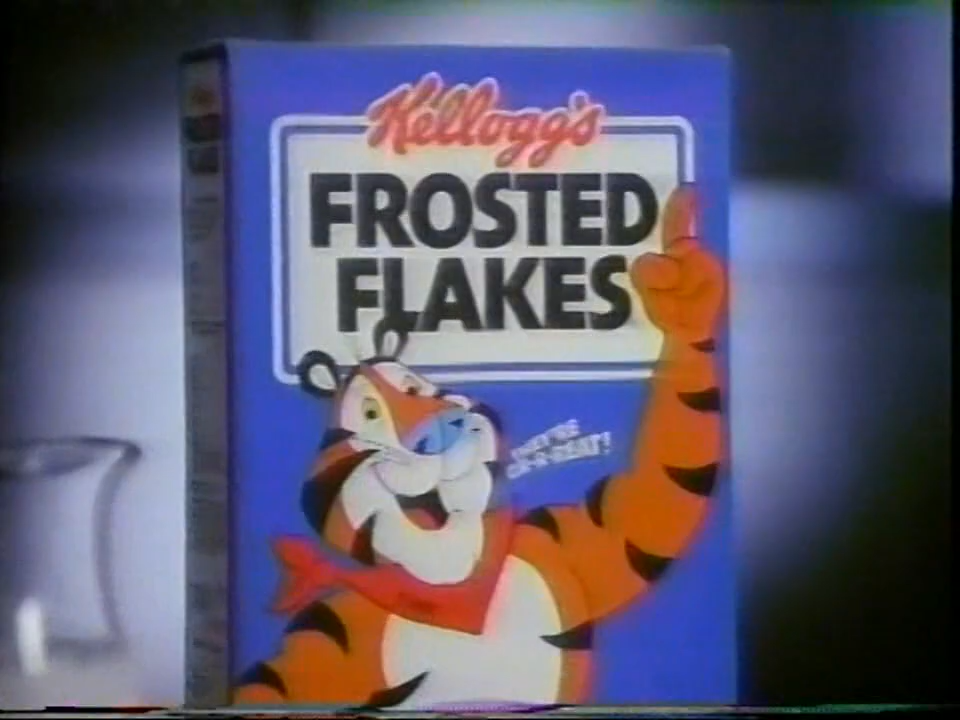 Kellogg's
FROSTED
FLAKES
THEY'RE
GR-R-REAT!